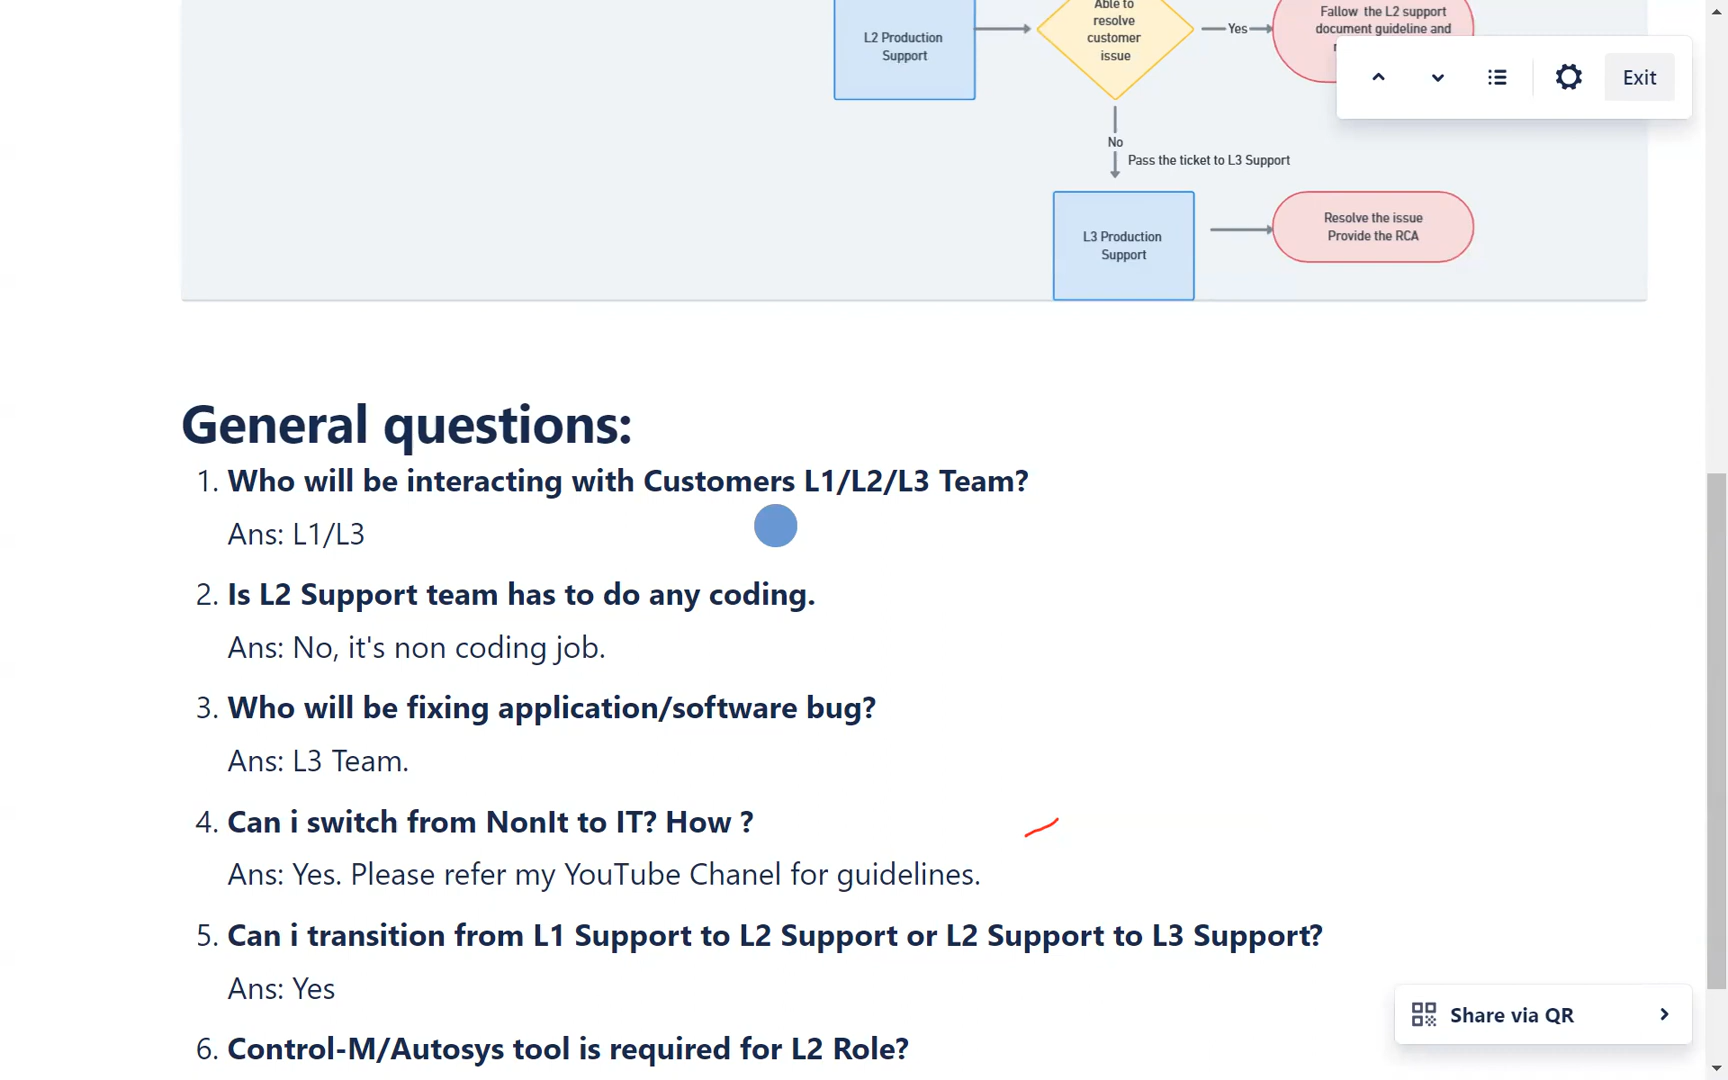 Able to
resolve
customer
issue
L2 Production
Support
Yes
Fallow the L2 support
document guideline and
Exit
No
Pass the ticket to L3 Support
L3 Production
Support
Resolve the issue
Provide the RCA
General questions:
1. Who will be interacting with Customers L1/L2/L3 Team?
Ans: L1/L3
2. Is L2 Support team has to do any coding.
Ans: No, it's non coding job.
3. Who will be fixing application/software bug?
Ans: L3 Team.
4. Can i switch from NonIt to IT? How ?
Ans: Yes. Please refer my YouTube Chanel for guidelines.
5. Can i transition from L1 Support to L2 Support or L2 Support to L3 Support?
Ans: Yes
Share via QR
6. Control-M/Autosys tool is required for L2 Role?